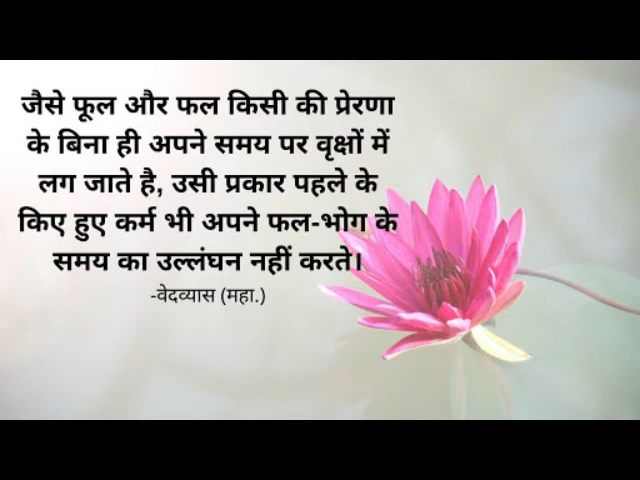 जैसे फूल और फल किसी की प्रेरणा
के बिना ही अपने समय पर वृक्षों में
लग जाते है, उसी प्रकार पहले के
किए हुए कर्म भी अपने फल-भोग के
समय का उल्लंघन नहीं करते।
-वेदव्यास (महा.)